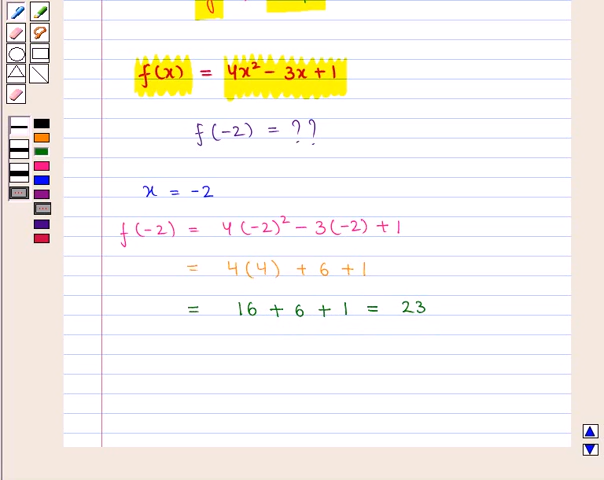 f(x) = 4x² - 3x + 1
f(-2) = ??
x = -2
f(-2) = 4(-2)² - 3(-2) + 1
= 4(4) + 6 + 1
= 16 + 6 + 1 = 23